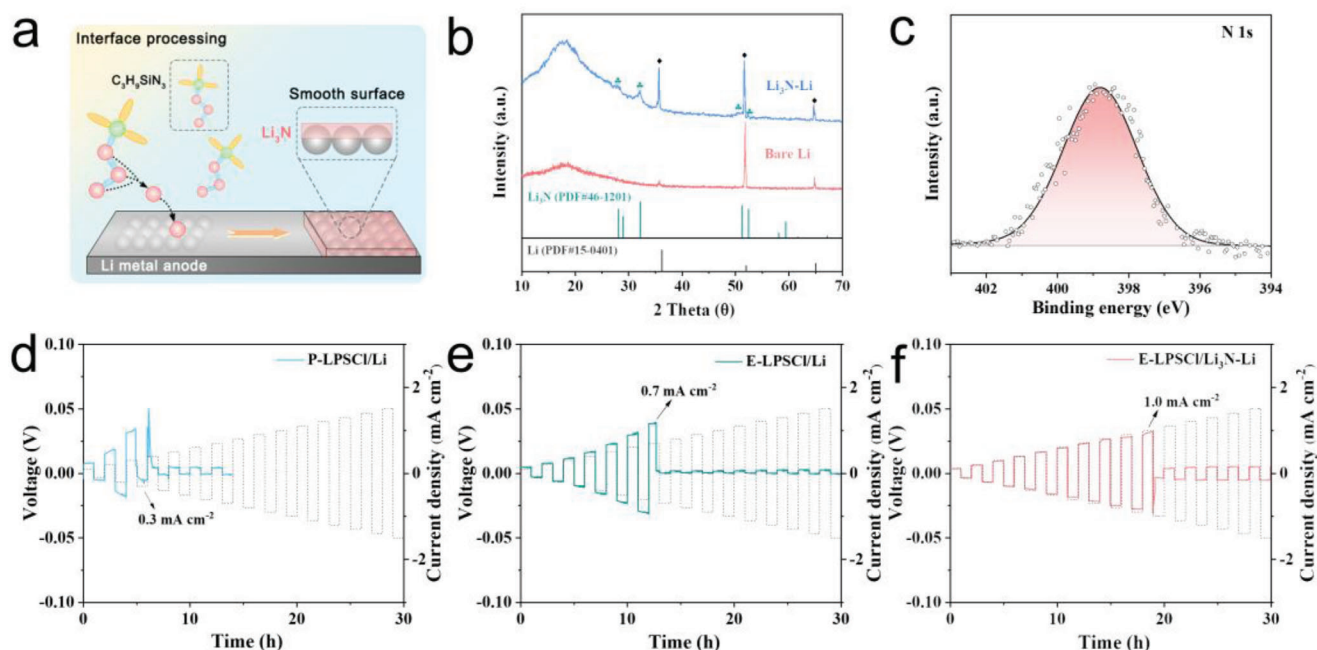 a
Interface processing
C₃H₉SiN₃
Smooth surface
Li₃N
Li metal anode
b
Intensity (a.u.)
Li₃N-Li
Bare Li
Li₃N (PDF#46-1201)
Li (PDF#15-0401)
10 20 30 40 50 60 70
2 Theta (θ)
c
N 1s
Intensity (a.u.)
402 400 398 396 394
Binding energy (eV)
d
P-LPSCl/Li
0.10
0.05
0.00
-0.05
-0.10
Voltage (V)
0.3 mA cm⁻²
2
0
-2
Current density (mA cm⁻²)
0 10 20 30
Time (h)
e
E-LPSCl/Li
0.10
0.05
0.00
-0.05
-0.10
Voltage (V)
0.7 mA cm⁻²
2
0
-2
Current density (mA cm⁻²)
0 10 20 30
Time (h)
f
E-LPSCl/Li₃N-Li
0.10
0.05
0.00
-0.05
-0.10
Voltage (V)
1.0 mA cm⁻²
2
0
-2
Current density (mA cm⁻²)
0 10 20 30
Time (h)